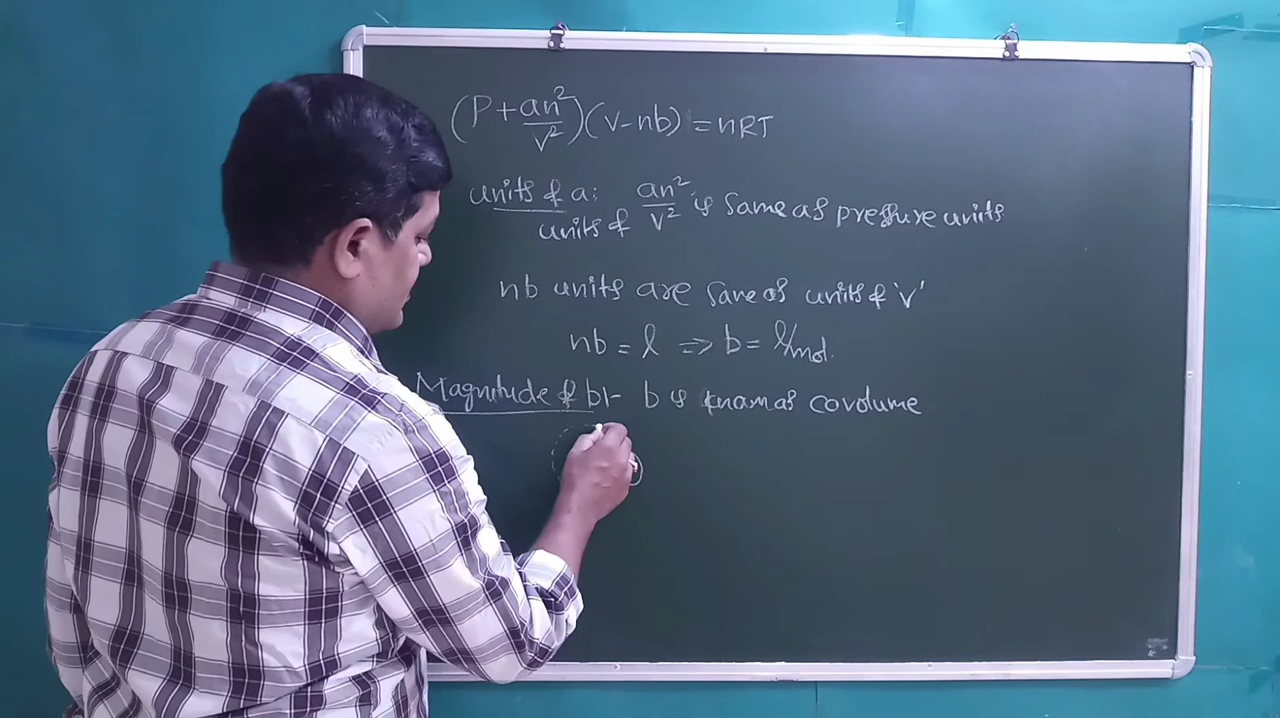 (P+an²/v²)(v-nb) = nRT
units of a: an²/v² is same as pressure units
units of
nb units are same as units of 'v'
nb = l ⇒ b = l/mol.
Magnitude of b:- b is as covolume